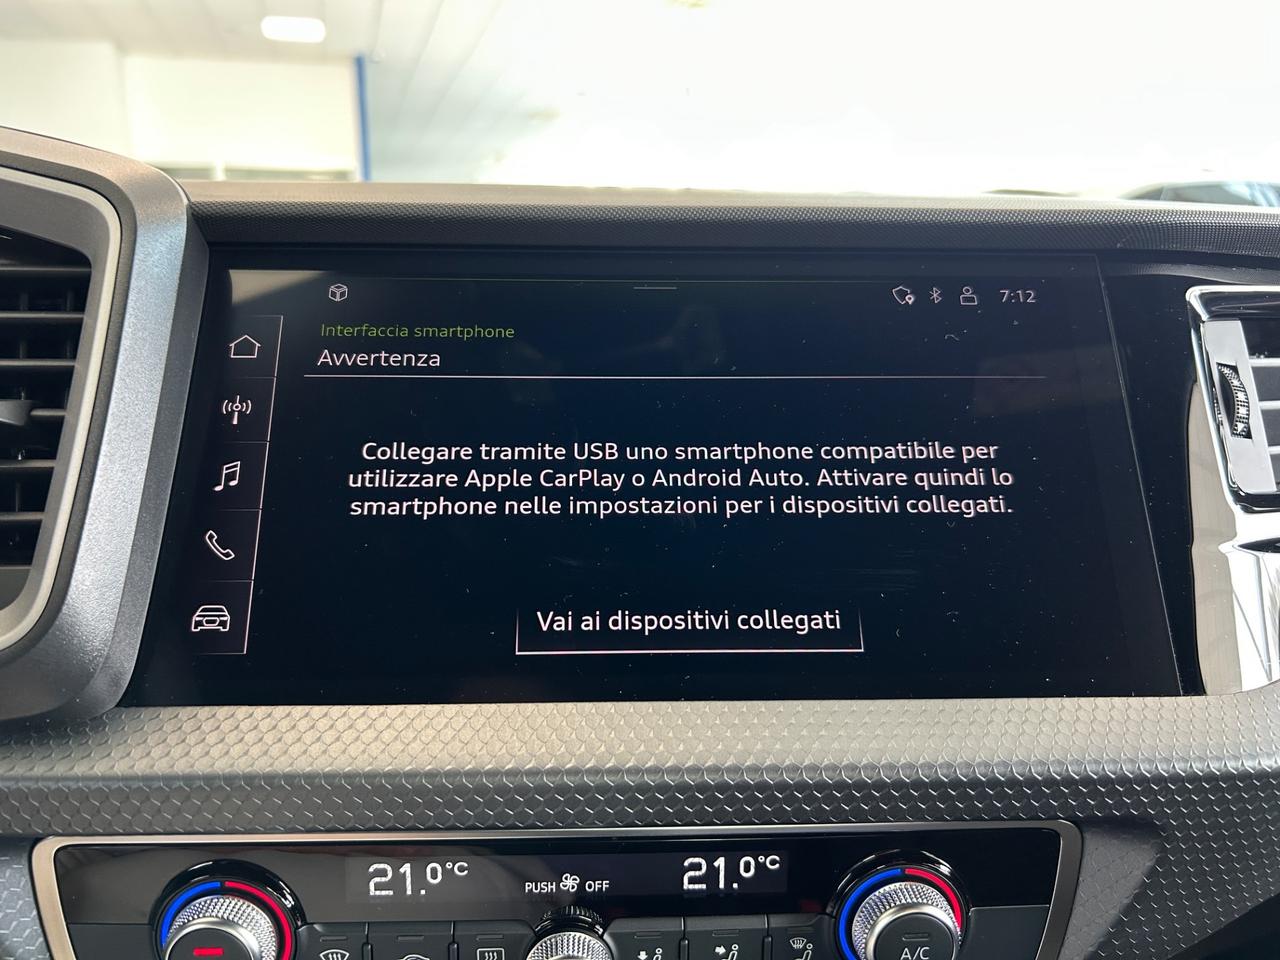 7:12
Interfaccia smartphone
Avvertenza
Collegare tramite USB uno smartphone compatibile per
utilizzare Apple CarPlay o Android Auto. Attivare quindi lo
smartphone nelle impostazioni per i dispositivi collegati.
Vai ai dispositivi collegati
21.0°C
PUSH OFF
21.0°C
A/C